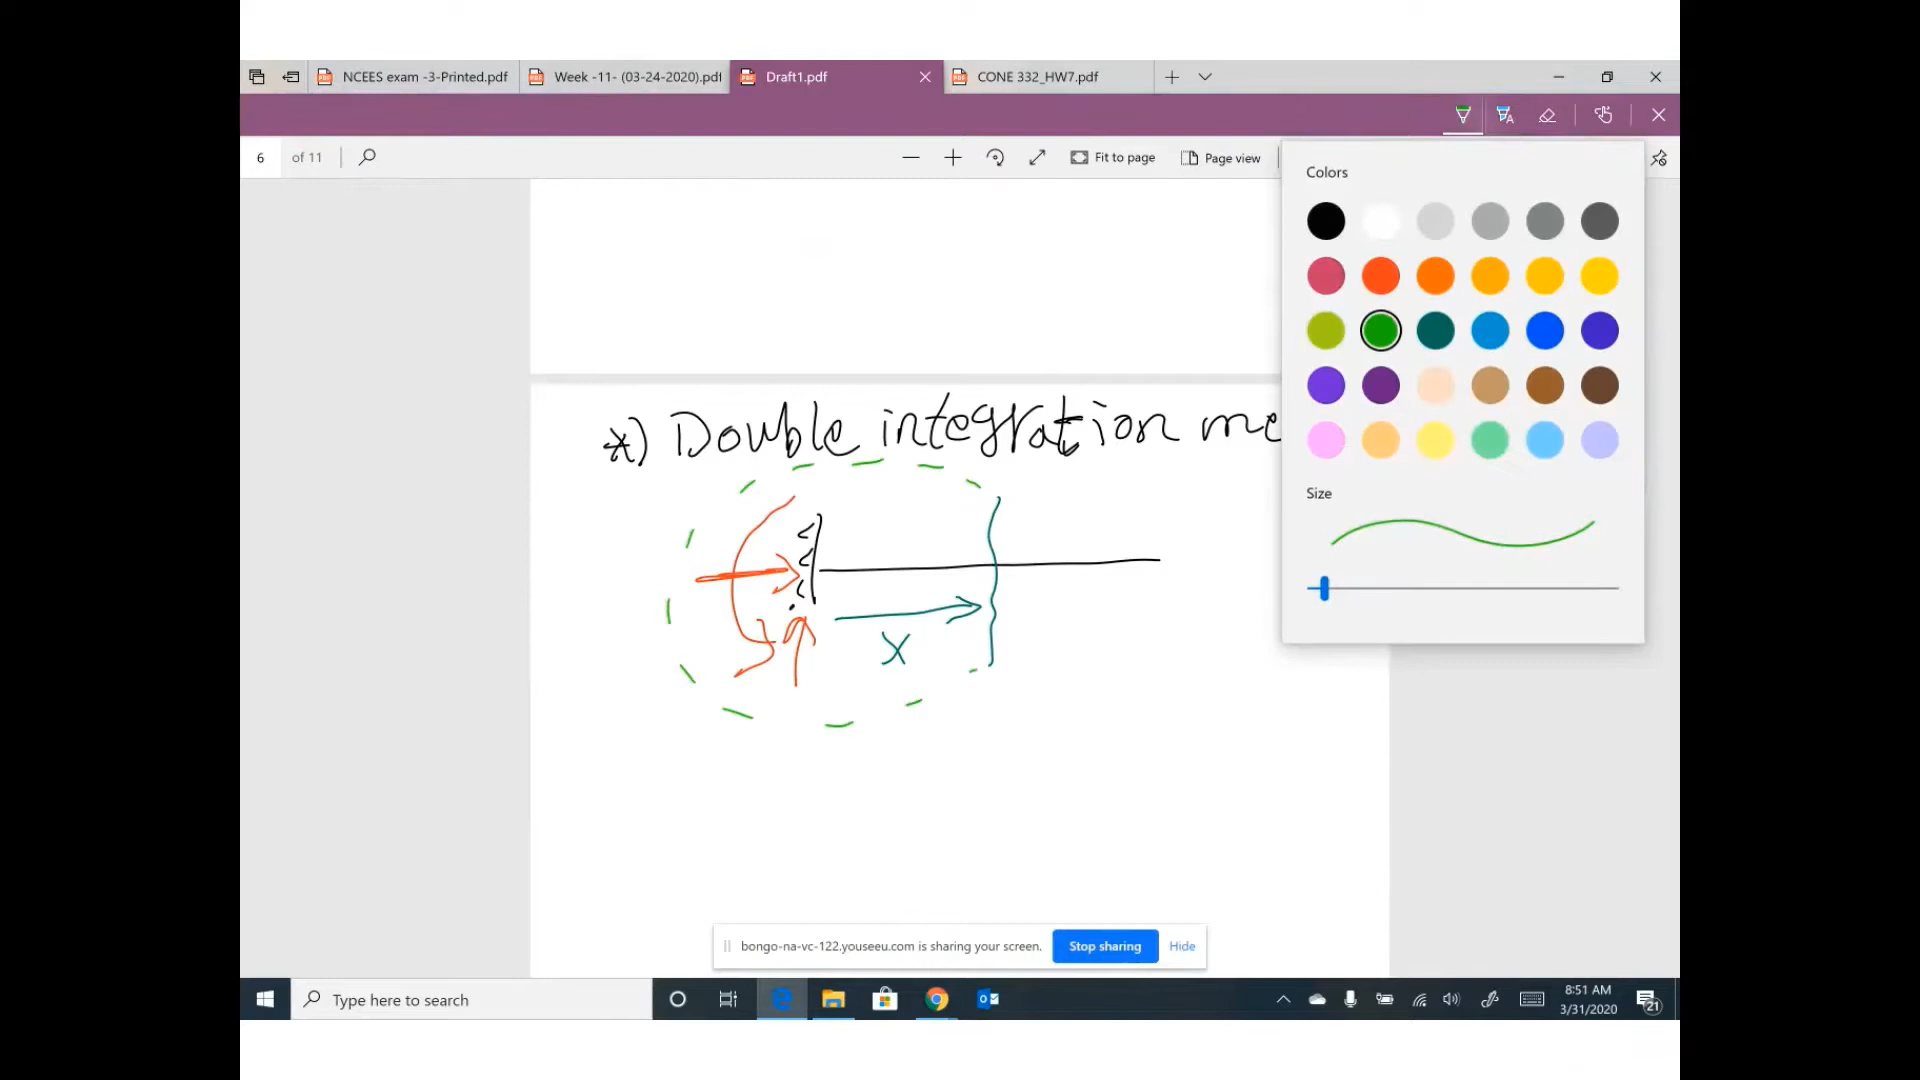 NCEES exam -3-Printed.pdf
Week -11- (03-24-2020).pdf
Draft1.pdf
CONE 332_HW7.pdf
6 of 11
Fit to page
Page view
Colors
Size
*) Double integration me
x
bongo-na-vc-122.youseeu.com is sharing your screen.
Stop sharing
Hide
Type here to search
8:51 AM
3/31/2020
21